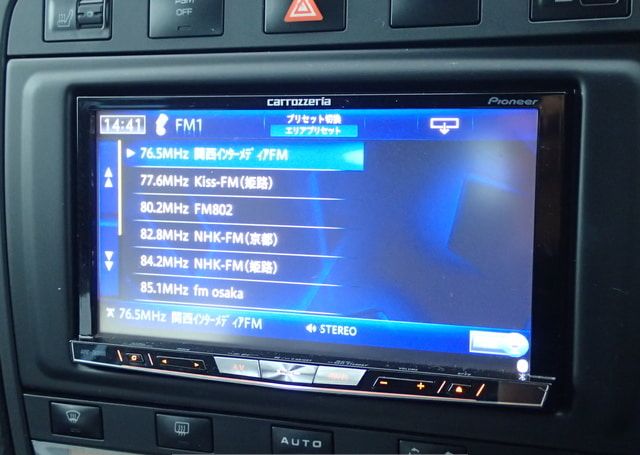 PSM
OFF
carrozzeria
Pioneer
14:41 FM1 プリセット切換
エリアプリセット
76.5MHz 関西インターメディアFM
77.6MHz Kiss-FM(姫路)
80.2MHz FM802
82.8MHz NHK-FM(京都)
84.2MHz NHK-FM(姫路)
85.1MHz fm osaka
76.5MHz 関西インターメディアFM STEREO
AUTO